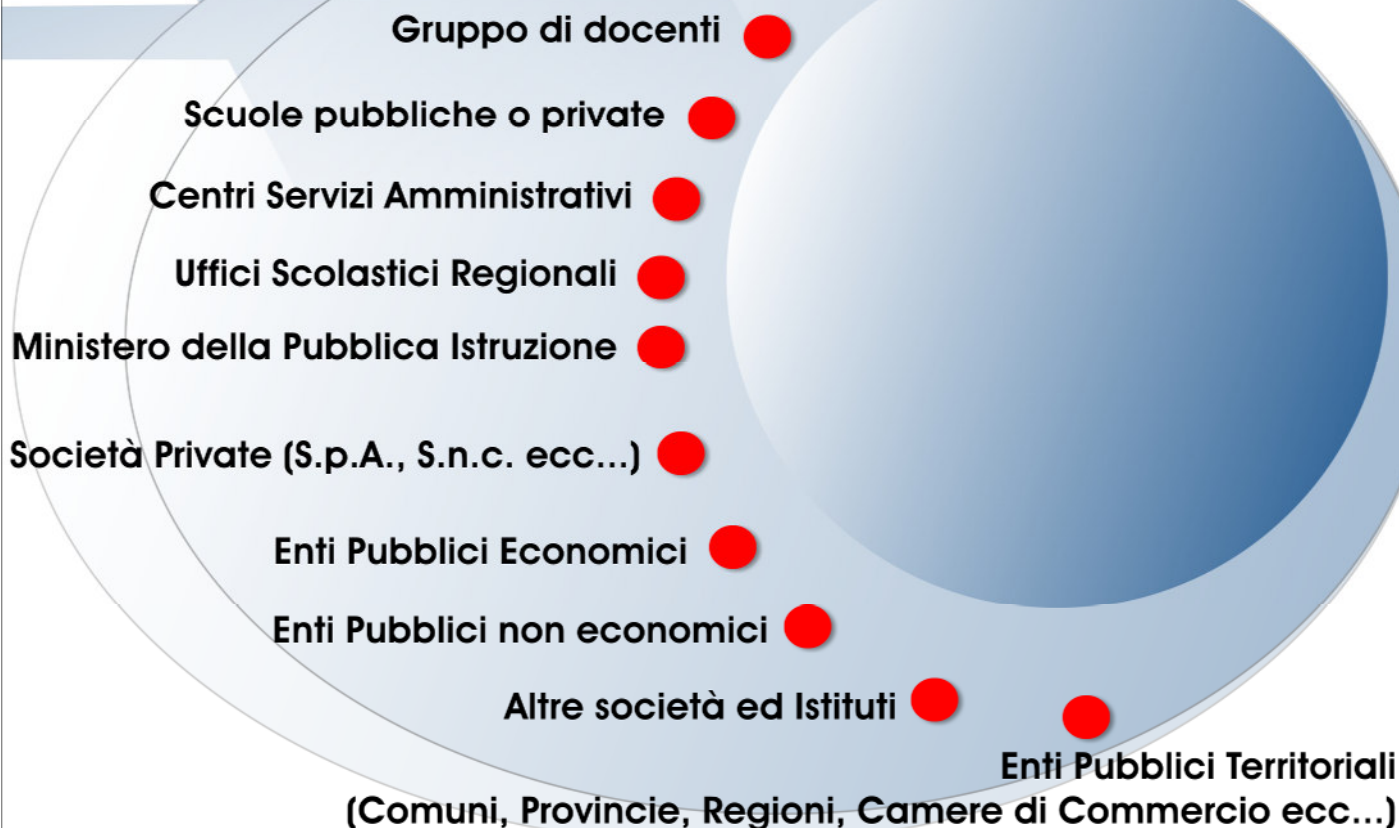 Gruppo di docenti
Scuole pubbliche o private
Centri Servizi Amministrativi
Uffici Scolastici Regionali
Ministero della Pubblica Istruzione
Società Private (S.p.A., S.n.c. ecc...)
Enti Pubblici Economici
Enti Pubblici non economici
Altre società ed Istituti
Enti Pubblici Territoriali
(Comuni, Provincie, Regioni, Camere di Commercio ecc...)